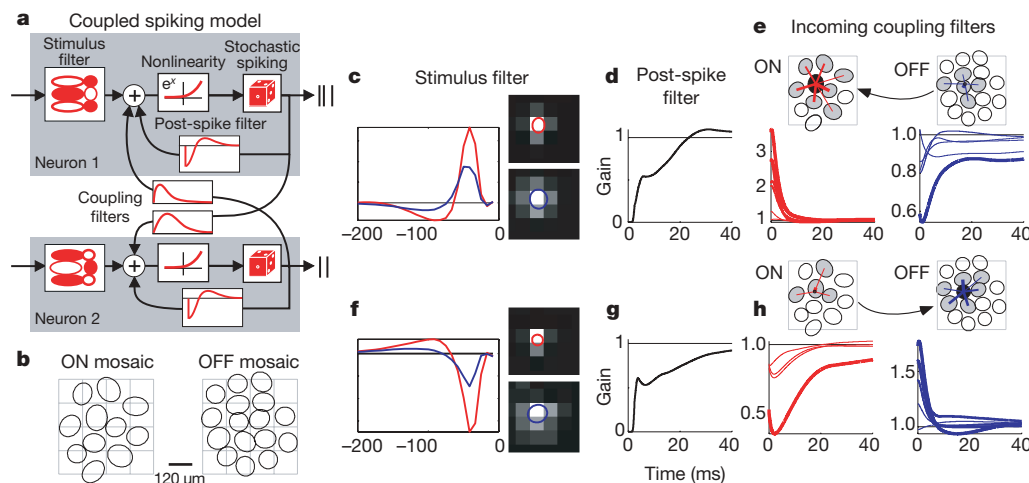 a Coupled spiking model
Stimulus filter
Nonlinearity
Stochastic spiking
eˣ
Post-spike filter
Neuron 1
Coupling filters
Neuron 2
b
ON mosaic
OFF mosaic
120 µm
c Stimulus filter
−200 −100 0
d Post-spike filter
Gain
1
0
0 20 40
e Incoming coupling filters
ON
OFF
3
2
1
0 20 40
1.0
0.8
0.6
0 20 40 ms
f
−200 −100 0
g
Gain
1
0
0 20 40
Time (ms)
h
ON
OFF
1.0
0.5
0 20 40
1.5
1.0
0 20 40